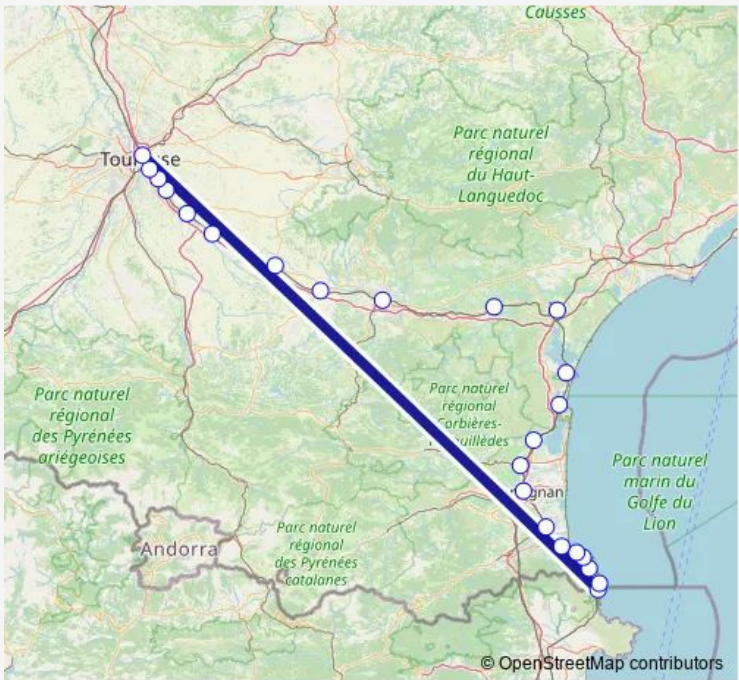 Causses
Parc naturel
régional
du Haut-
Languedoc
Parc naturel
régional
des Pyrénées
ariégeoises
Parc naturel
régional
Parc naturel
marin du
Golfe du
Lion
Andorra
Parc naturel
régional
des Pyrénées
catalanes
© OpenStreetMap contributors